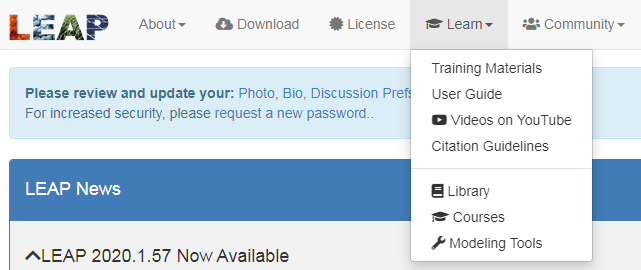 LEAP About Download License Learn Community
Training Materials
Please review and update your: Photo, Bio, Discussion Prefs
User Guide
For increased security, please request a new password..
Videos on YouTube
Citation Guidelines
LEAP News
Library
Courses
Modeling Tools
LEAP 2020.1.57 Now Available